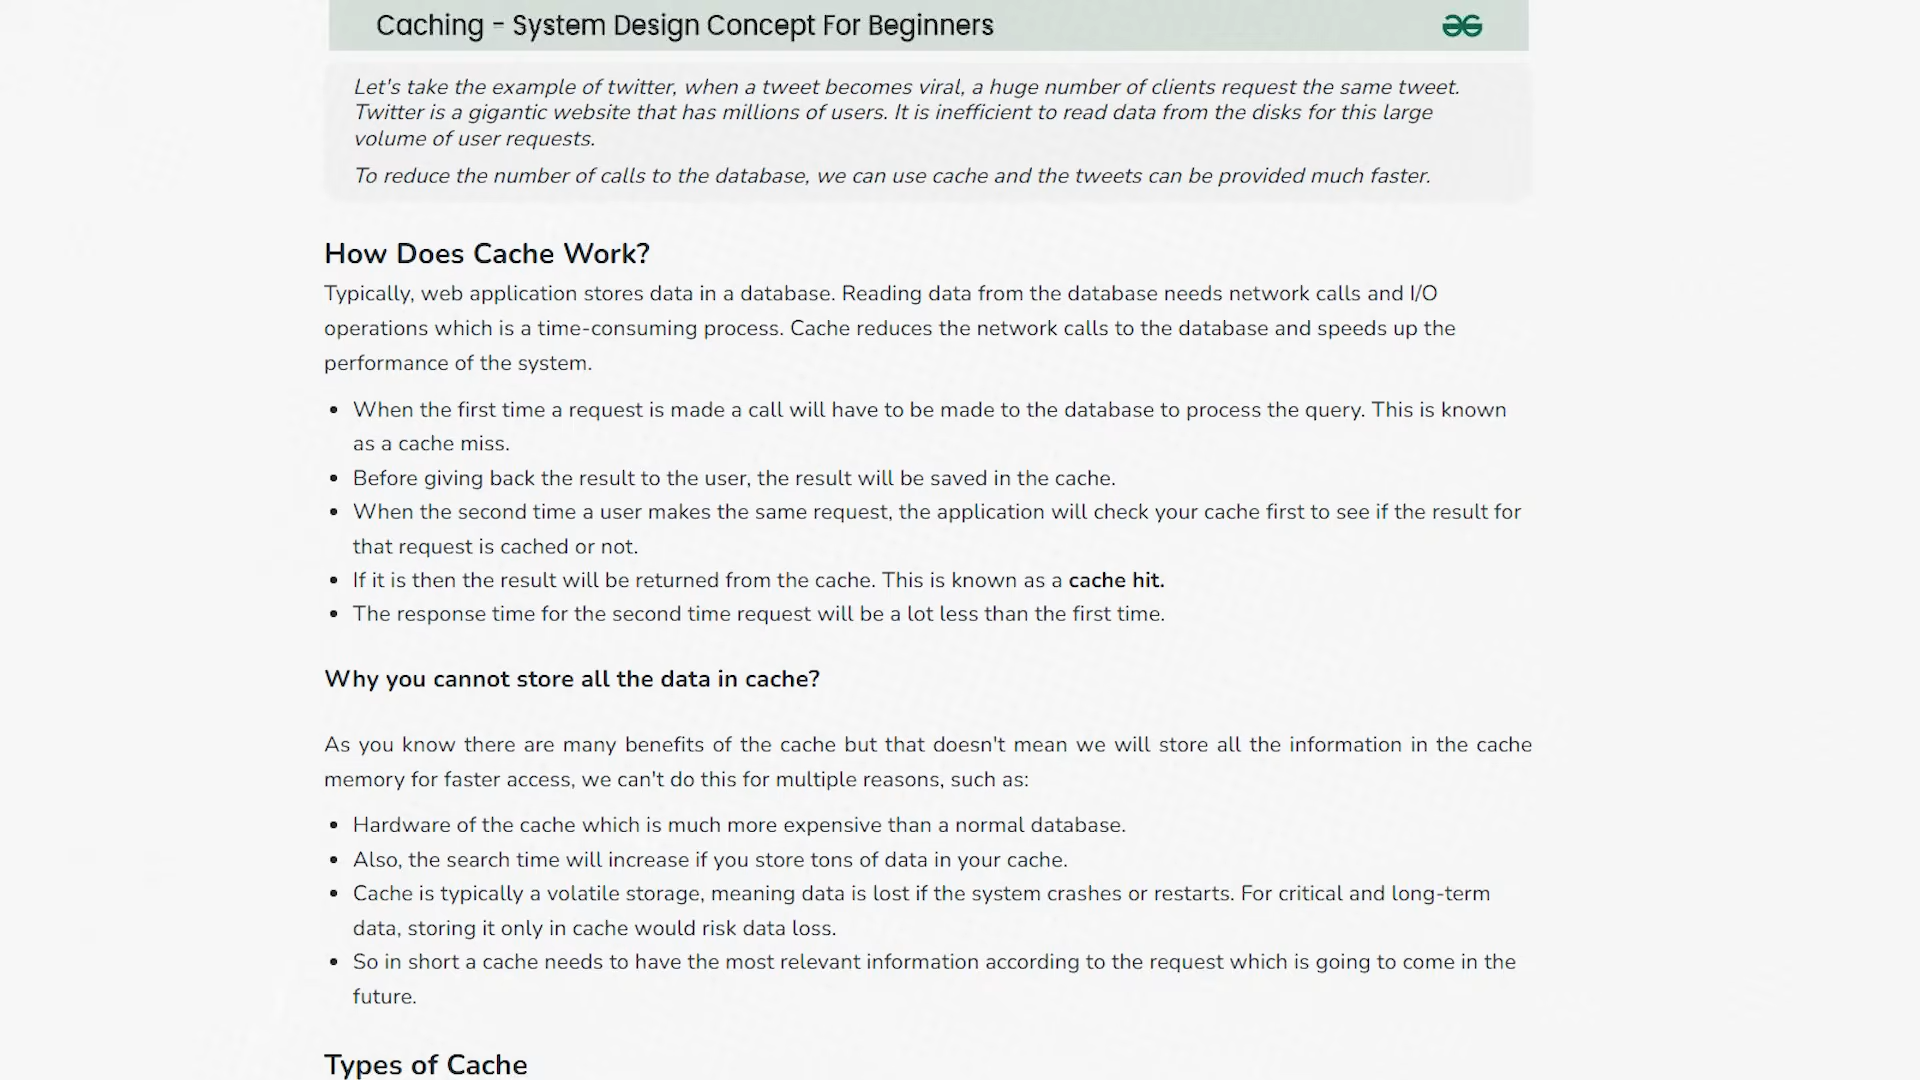 Caching - System Design Concept For Beginners
Let's take the example of twitter, when a tweet becomes viral, a huge number of clients request the same tweet.
Twitter is a gigantic website that has millions of users. It is inefficient to read data from the disks for this large
volume of user requests.
To reduce the number of calls to the database, we can use cache and the tweets can be provided much faster.
How Does Cache Work?
Typically, web application stores data in a database. Reading data from the database needs network calls and I/O
operations which is a time-consuming process. Cache reduces the network calls to the database and speeds up the
performance of the system.
• When the first time a request is made a call will have to be made to the database to process the query. This is known
as a cache miss.
• Before giving back the result to the user, the result will be saved in the cache.
• When the second time a user makes the same request, the application will check your cache first to see if the result for
that request is cached or not.
• If it is then the result will be returned from the cache. This is known as a cache hit.
• The response time for the second time request will be a lot less than the first time.
Why you cannot store all the data in cache?
As you know there are many benefits of the cache but that doesn't mean we will store all the information in the cache
memory for faster access, we can't do this for multiple reasons, such as:
• Hardware of the cache which is much more expensive than a normal database.
• Also, the search time will increase if you store tons of data in your cache.
• Cache is typically a volatile storage, meaning data is lost if the system crashes or restarts. For critical and long-term
data, storing it only in cache would risk data loss.
• So in short a cache needs to have the most relevant information according to the request which is going to come in the
future.
Types of Cache